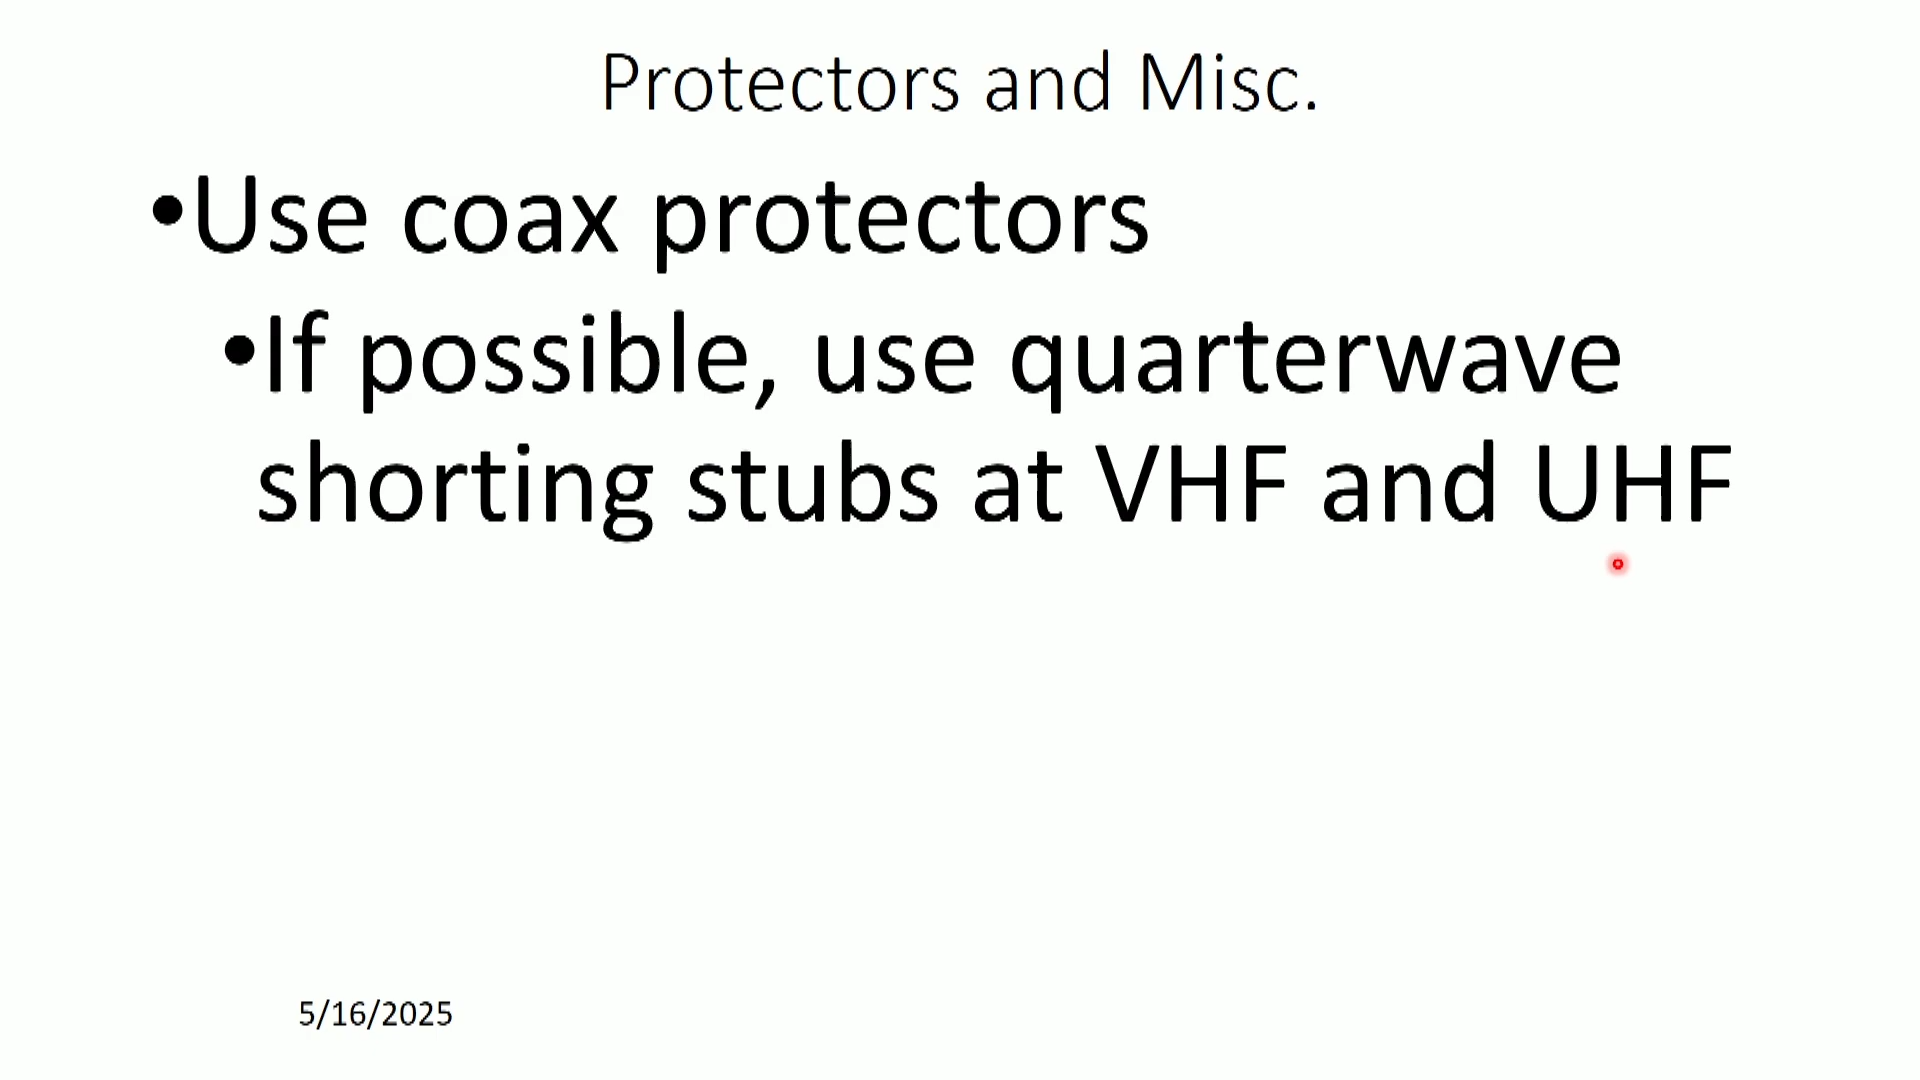 Protectors and Misc.
•Use coax protectors
•If possible, use quarterwave
shorting stubs at VHF and UHF
5/16/2025